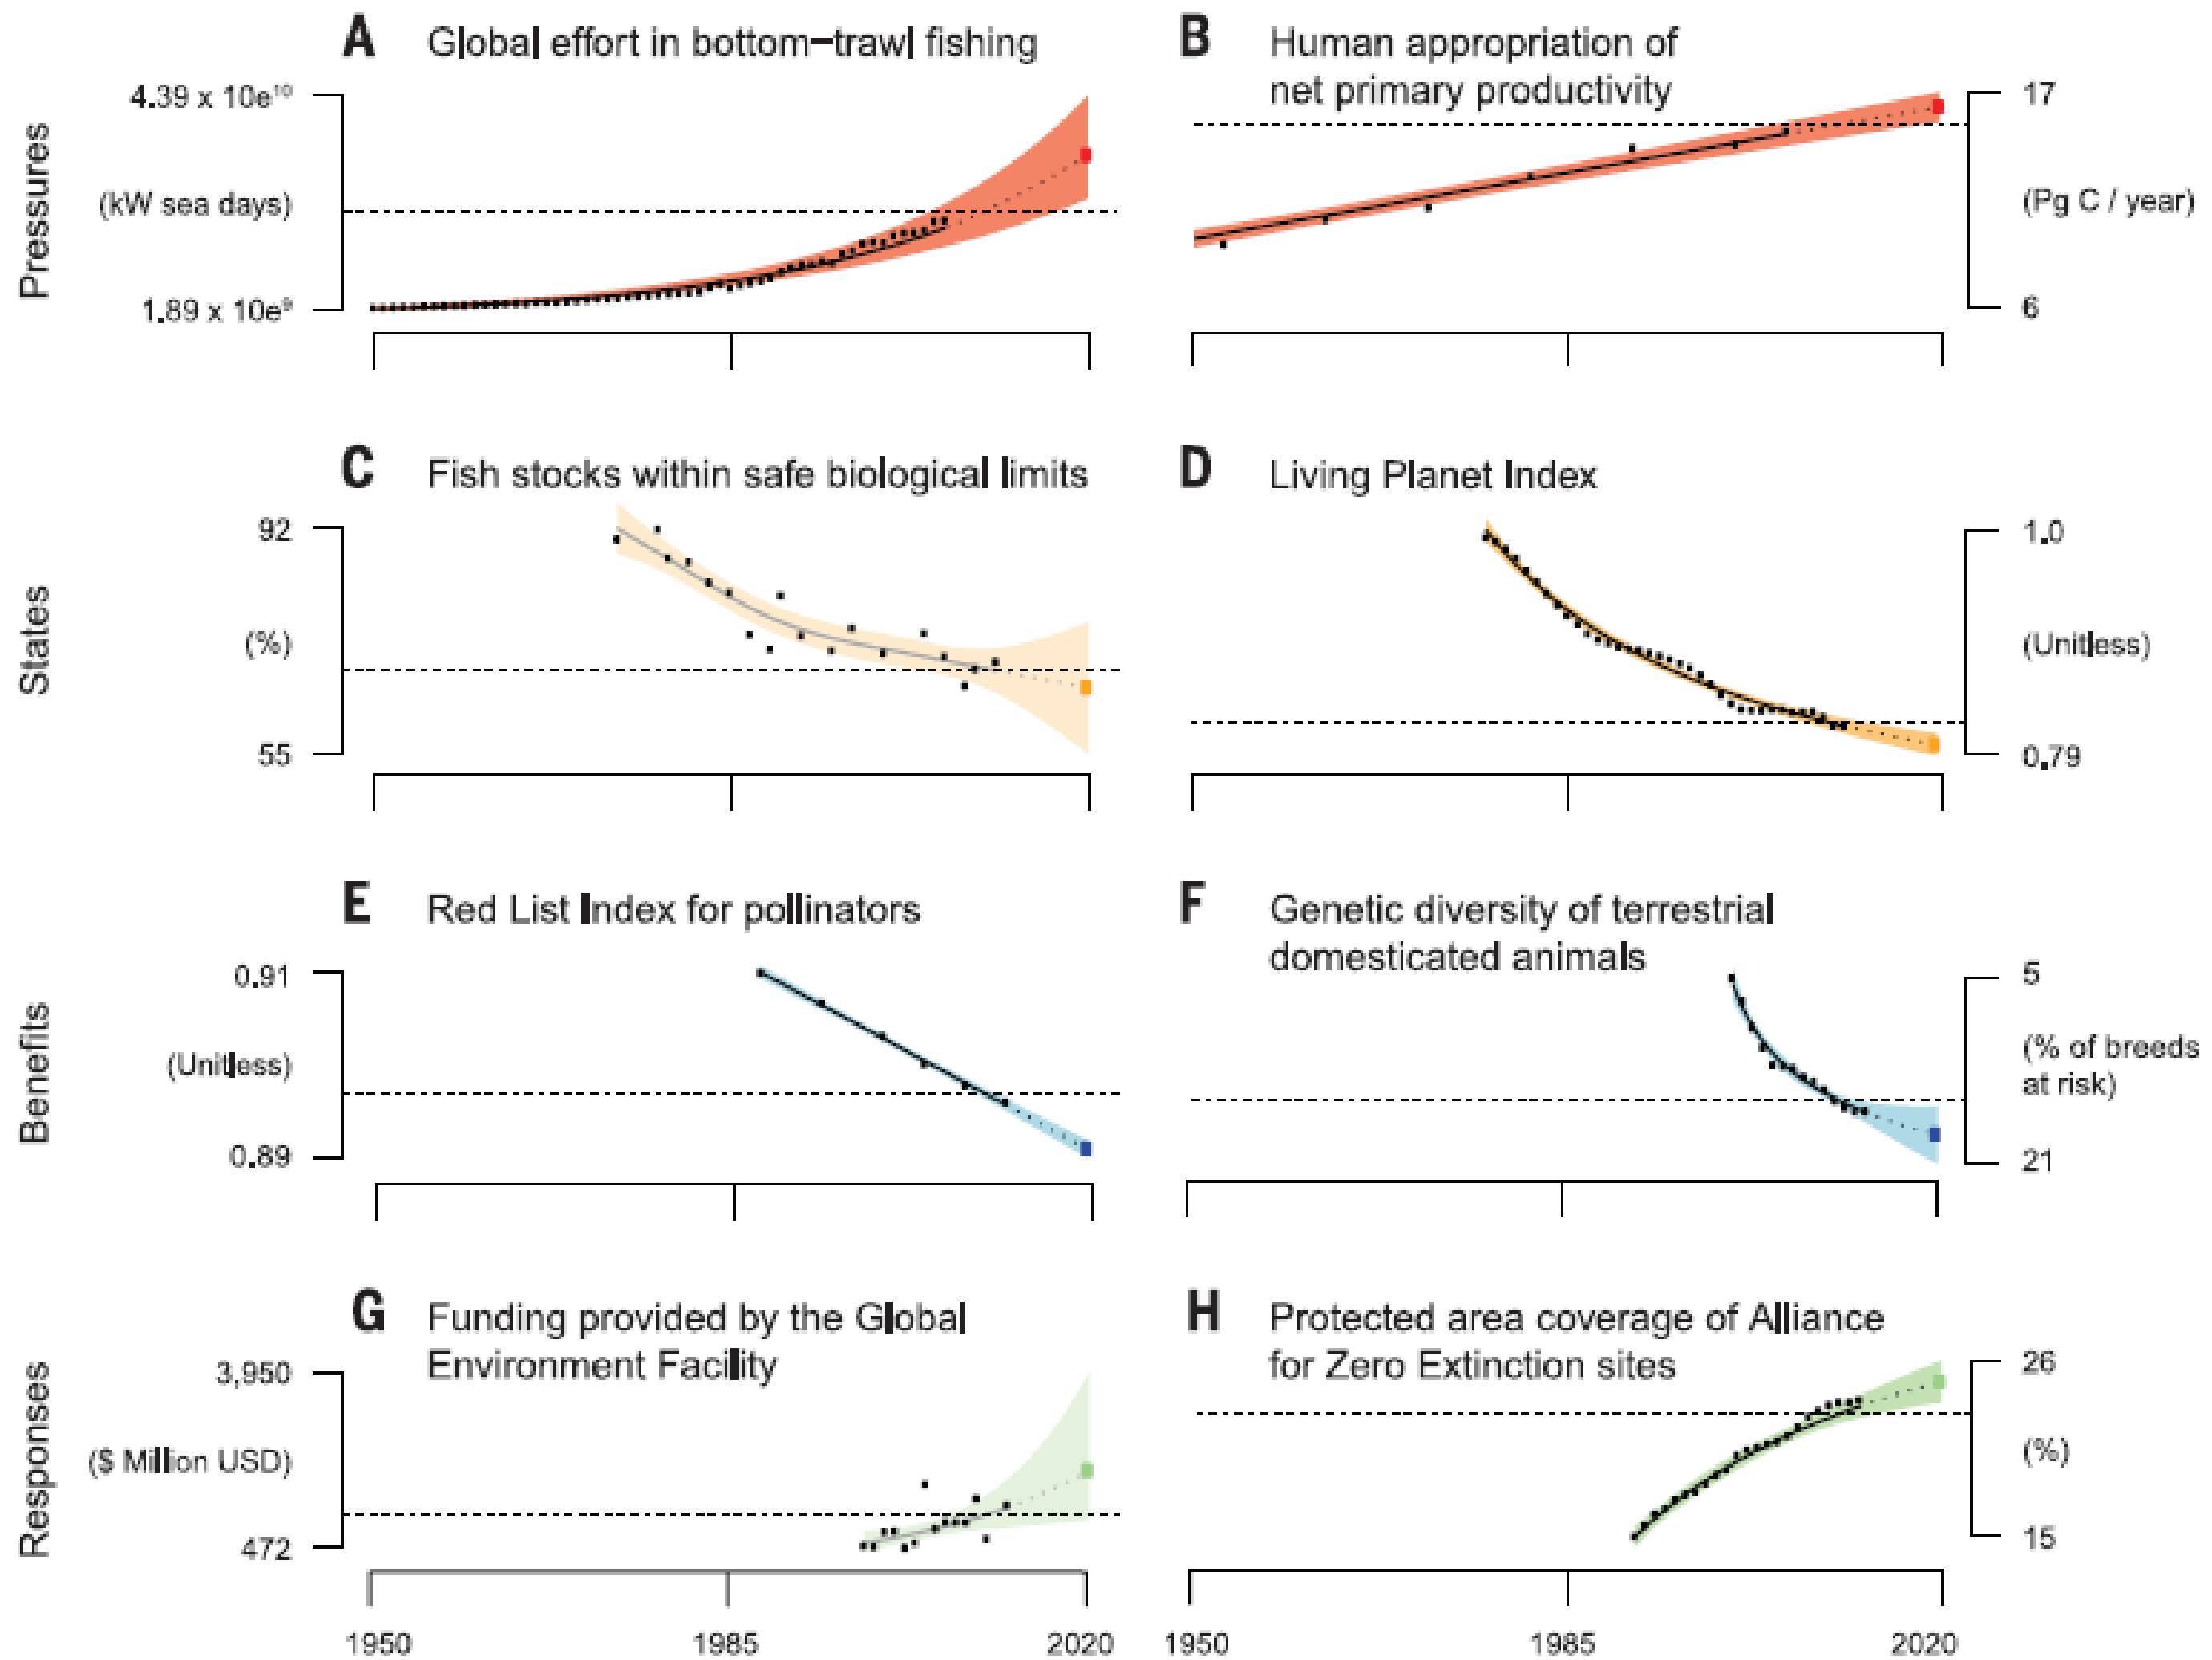 A Global effort in bottom−trawl fishing
4.39 x 10e¹⁰
Pressures
(kW sea days)
1.89 x 10e⁹
B Human appropriation of
net primary productivity
17
(Pg C / year)
6
C Fish stocks within safe biological limits
92
States
(%)
55
D Living Planet Index
1.0
(Unitless)
0.79
E Red List Index for pollinators
0.91
Benefits
(Unitless)
0.89
F Genetic diversity of terrestrial
domesticated animals
5
(% of breeds
at risk)
21
G Funding provided by the Global
Environment Facility
3,950
Responses
($ Million USD)
472
1950 1985 2020
H Protected area coverage of Alliance
for Zero Extinction sites
26
(%)
15
1950 1985 2020